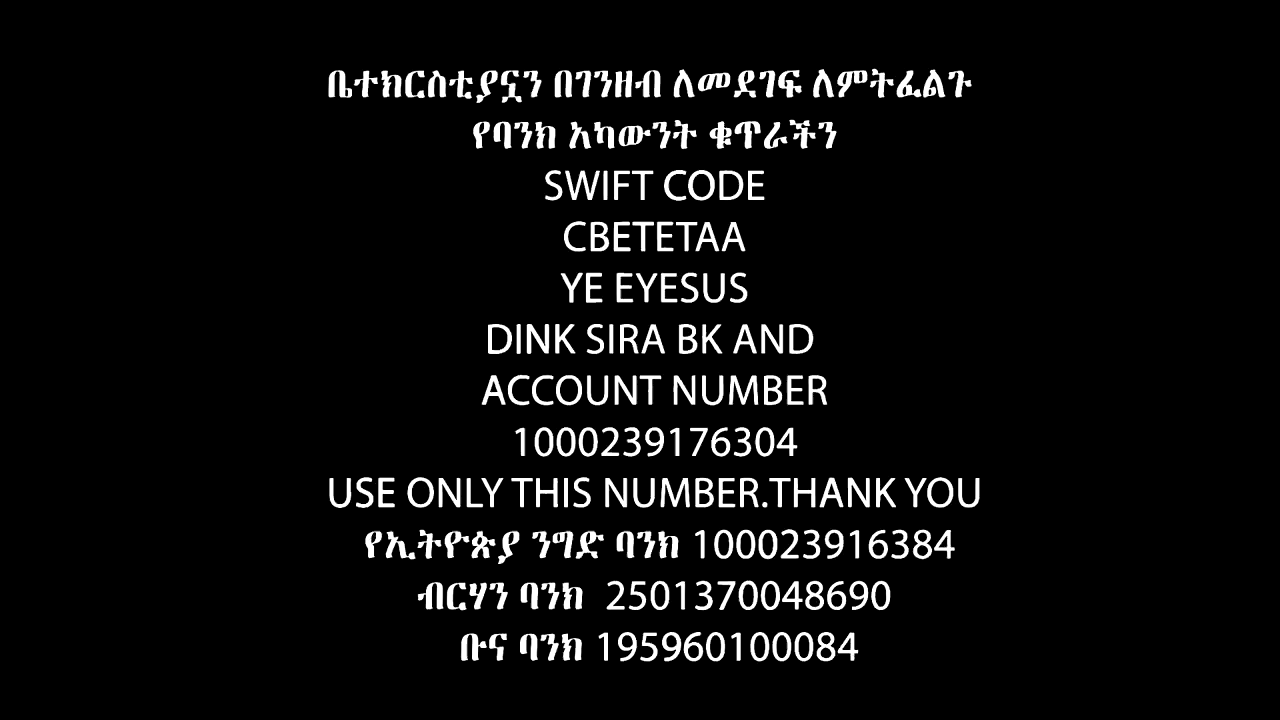 ቤተክርስቲያኗን በገንዘብ ለመደገፍ ለምትፈልጉ
የባንክ አካውንት ቁጥራችን
SWIFT CODE
CBETETAA
YE EYESUS
DINK SIRA BK AND
ACCOUNT NUMBER
1000239176304
USE ONLY THIS NUMBER.THANK YOU
የኢትዮጵያ ንግድ ባንክ 100023916384
ብርሃን ባንክ 2501370048690
ቡና ባንክ 195960100084